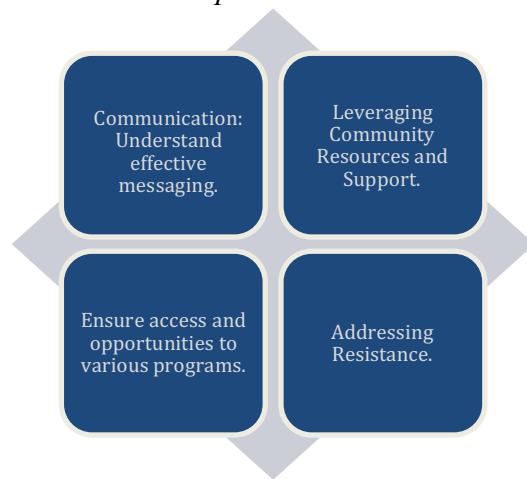 Communication:
Understand
effective
messaging.
Leveraging
Community
Resources and
Support.
Ensure access and
opportunities to
various programs.
Addressing
Resistance.